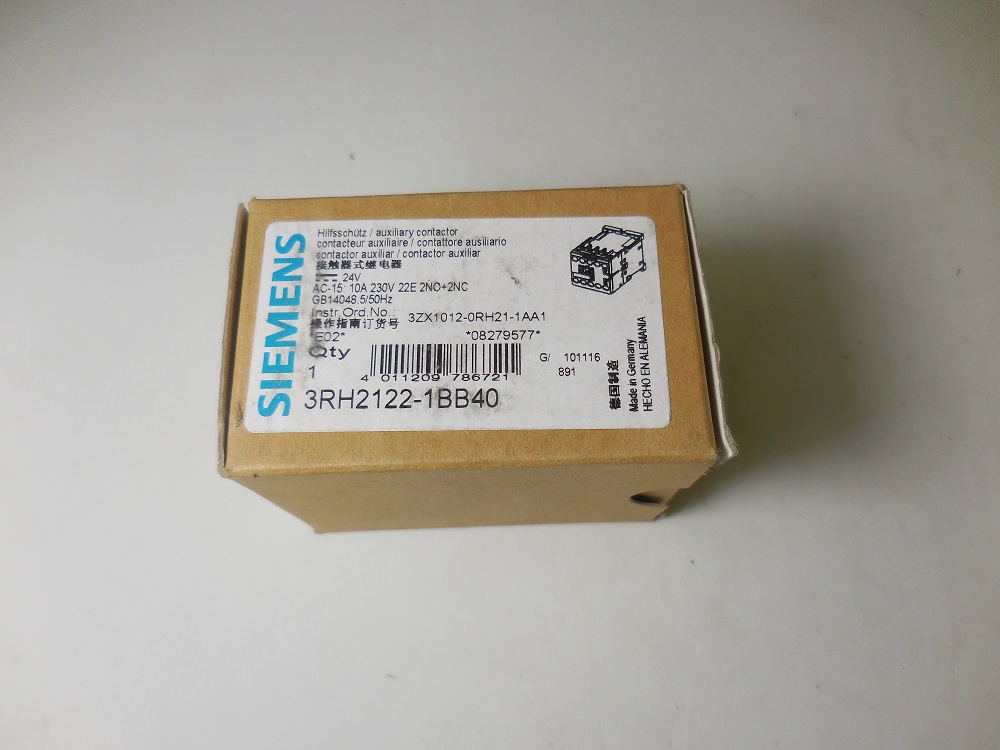 SIEMENS
Hilfsschütz / auxiliary contactor
contacteur auxiliaire / contattore ausiliario
contactor auxiliar / contactor auxiliar
接触器式继电器
24V
AC-15: 10A 230V 22E 2NO+2NC
GB14048.5/50Hz
Instr.Ord.No.: 3ZX1012-0RH21-1AA1
操作指南订货号
*E02* *08279577*
Qty
1
4 011209 786721
G/ 101116
891
3RH2122-1BB40
德国制造
Made in Germany
HECHO EN ALEMANIA